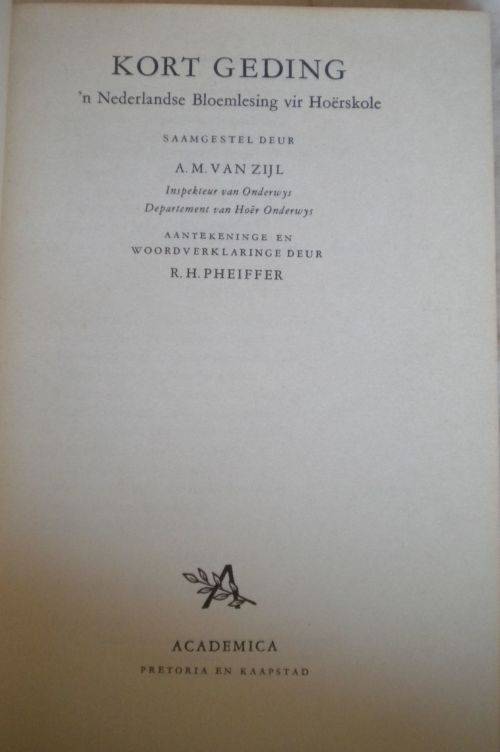 KORT GEDING
'n Nederlandse Bloemlesing vir Hoërskole
SAAMGESTEL DEUR
A. M. VAN ZIJL
Inspekteur van Onderwys
Departement van Hoër Onderwys
AANTEKENINGE EN
WOORDVERKLARINGE DEUR
R. H. PHEIFFER
A
ACADEMICA
PRETORIA EN KAAPSTAD